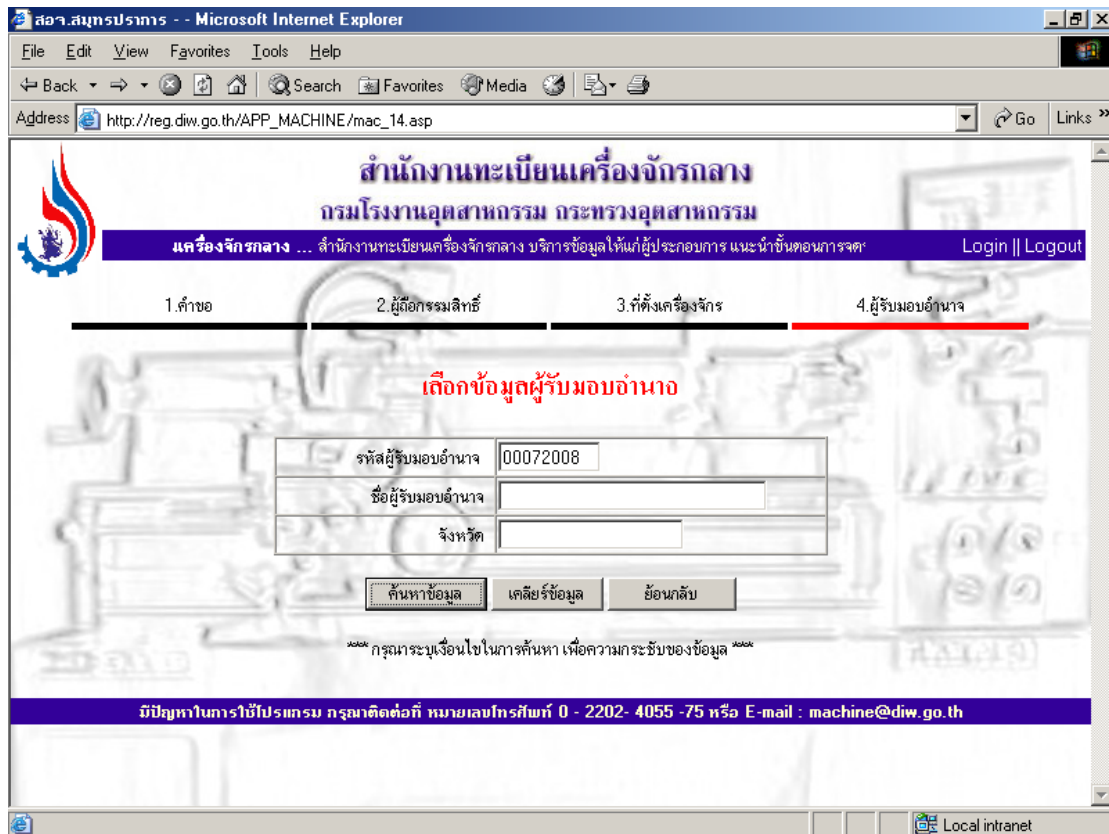 สอจ.สมุทรปราการ - - Microsoft Internet Explorer
File Edit View Favorites Tools Help
Back Search Favorites Media
Address http://reg.diw.go.th/APP_MACHINE/mac_14.asp Go Links »
สำนักงานทะเบียนเครื่องจักรกลาง
กรมโรงงานอุตสาหกรรม กระทรวงอุตสาหกรรม
เครื่องจักรกลาง ... สำนักงานทะเบียนเครื่องจักรกลาง บริการข้อมูลให้แก่ผู้ประกอบการ แนะนำขั้นตอนการจด Login || Logout
1.คำขอ 2.ผู้ถือกรรมสิทธิ์ 3.ที่ตั้งเครื่องจักร 4.ผู้รับมอบอำนาจ
เลือกข้อมูลผู้รับมอบอำนาอ
รหัสผู้รับมอบอำนาจ 00072008
ชื่อผู้รับมอบอำนาจ
จังหวัด
ค้นหาข้อมูล เคลียร์ข้อมูล ย้อนกลับ
*** กรุณาระบุเงื่อนไขในการค้นหา เพื่อความกระชับของข้อมูล ***
มีปัญหาในการใช้โปรแกรม กรุณาติดต่อที่ หมายเลขโทรศัพท์ 0 - 2202- 4055 -75 หรือ E-mail : machine@diw.go.th
Local intranet